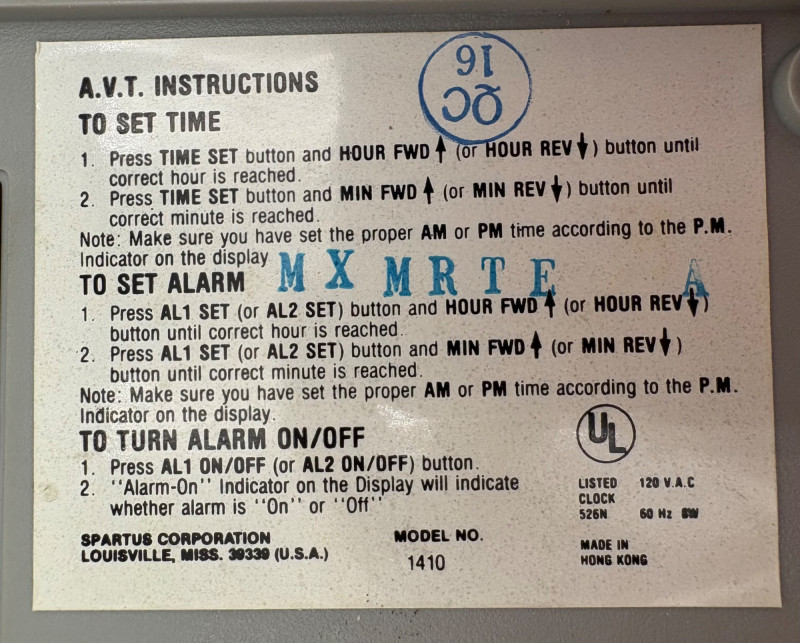 QC
16
A.V.T. INSTRUCTIONS
TO SET TIME
1. Press TIME SET button and HOUR FWD ↑ (or HOUR REV ↓) button until
correct hour is reached.
2. Press TIME SET button and MIN FWD ↑ (or MIN REV ↓) button until
correct minute is reached.
Note: Make sure you have set the proper AM or PM time according to the P.M.
Indicator on the display
MX MRTE A
TO SET ALARM
1. Press AL1 SET (or AL2 SET) button and HOUR FWD ↑ (or HOUR REV ↓)
button until correct hour is reached.
2. Press AL1 SET (or AL2 SET) button and MIN FWD ↑ (or MIN REV ↓)
button until correct minute is reached.
Note: Make sure you have set the proper AM or PM time according to the P.M.
Indicator on the display.
TO TURN ALARM ON/OFF
1. Press AL1 ON/OFF (or AL2 ON/OFF) button.
2. ''Alarm-On'' Indicator on the Display will indicate
whether alarm is ''On'' or ''Off''
UL
LISTED 120 V.A.C
CLOCK
526N 60 Hz 8W
SPARTUS CORPORATION
LOUISVILLE, MISS. 39339 (U.S.A.)
MODEL NO.
1410
MADE IN
HONG KONG